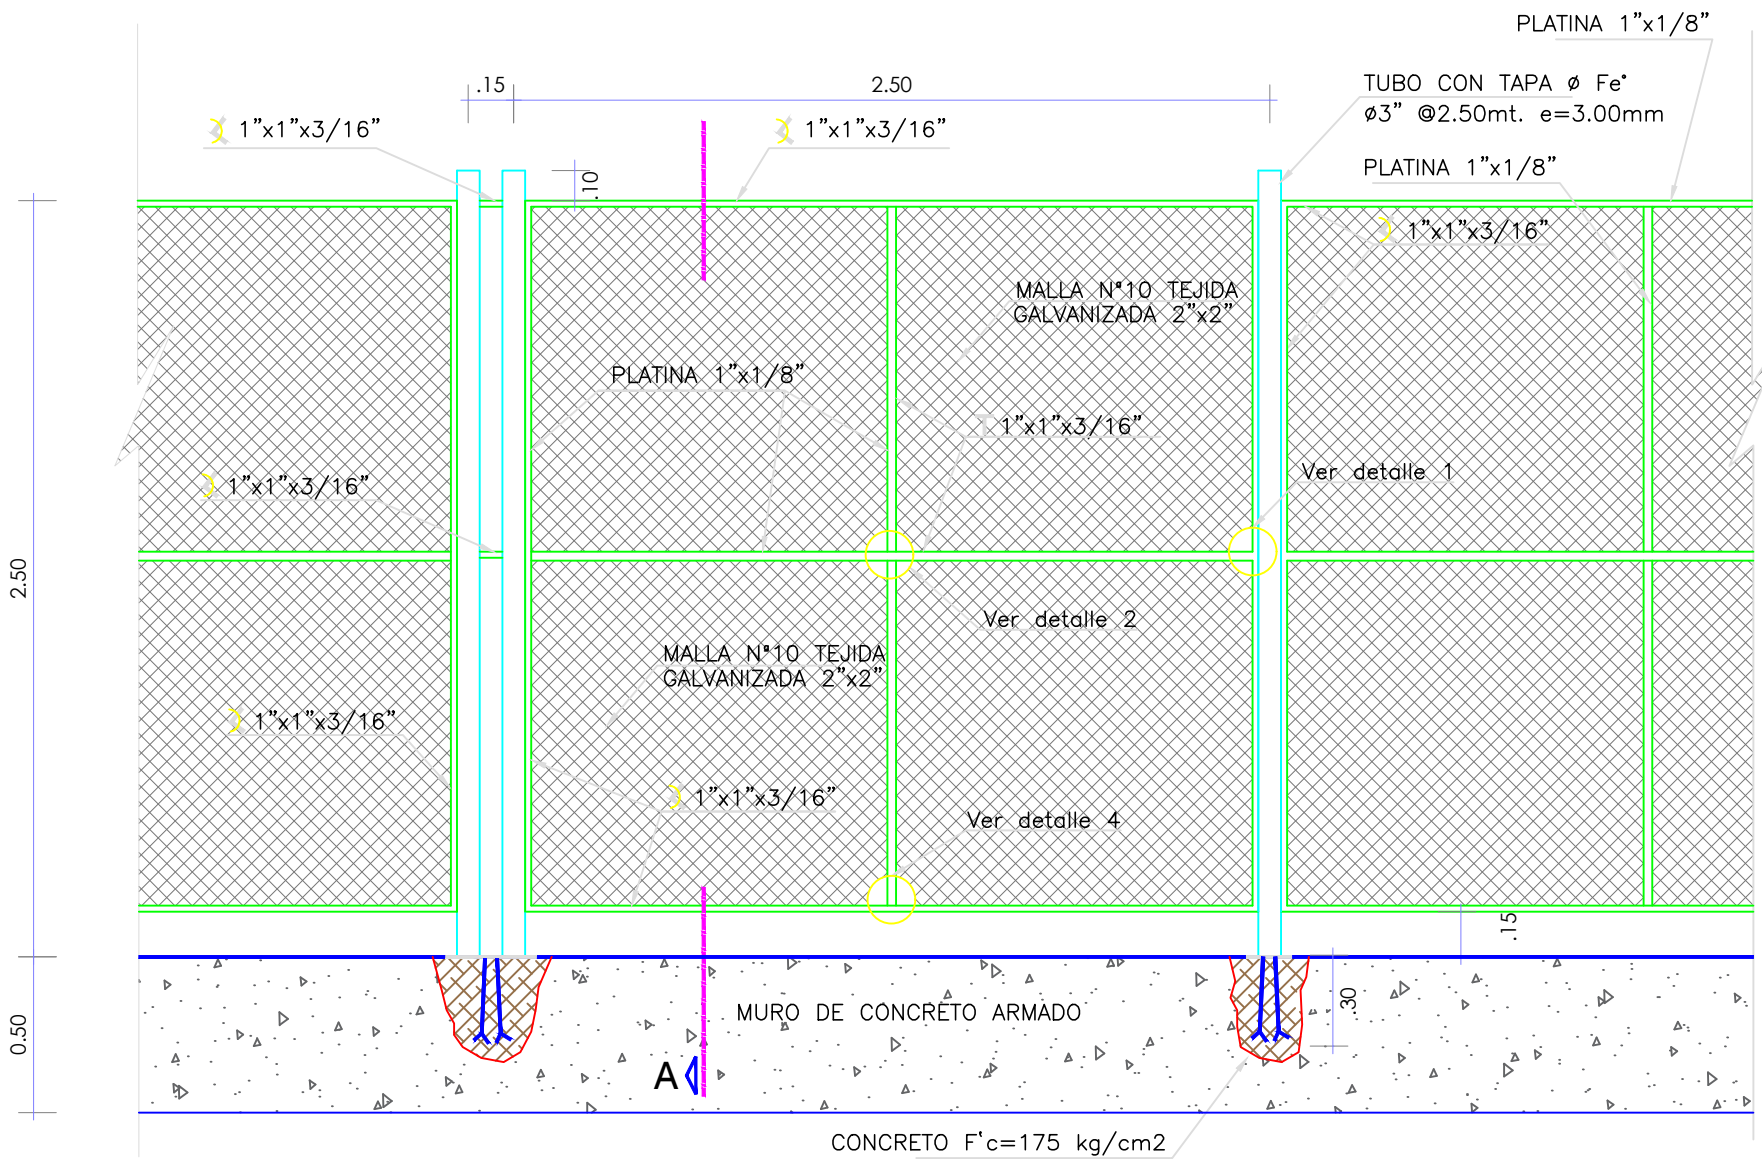 PLATINA 1"x1/8"
TUBO CON TAPA ø Fe°
ø3" @2.50mt. e=3.00mm
.15
2.50
1"x1"x3/16"
1"x1"x3/16"
PLATINA 1"x1/8"
.10
1"x1"x3/16"
MALLA N°10 TEJIDA
GALVANIZADA 2"x2"
PLATINA 1"x1/8"
1"x1"x3/16"
Ver detalle 1
1"x1"x3/16"
2.50
Ver detalle 2
MALLA N°10 TEJIDA
GALVANIZADA 2"x2"
1"x1"x3/16"
1"x1"x3/16"
Ver detalle 4
.15
.30
MURO DE CONCRETO ARMADO
0.50
A
CONCRETO F'c=175 kg/cm2